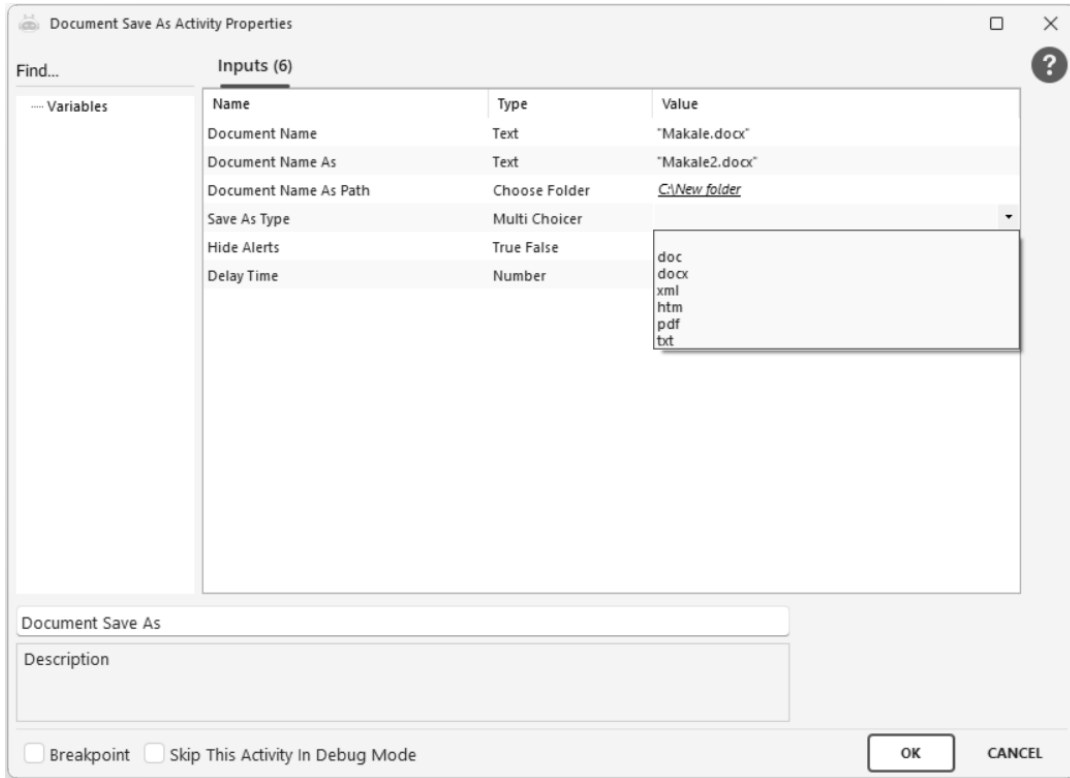 Document Save As Activity Properties
Find...
Inputs (6)
?
Variables
Name Type Value
Document Name Text "Makale.docx"
Document Name As Text "Makale2.docx"
Document Name As Path Choose Folder C:\New folder
Save As Type Multi Choicer
Hide Alerts True False
Delay Time Number
doc
docx
xml
htm
pdf
txt
Document Save As
Description
Breakpoint Skip This Activity In Debug Mode OK CANCEL